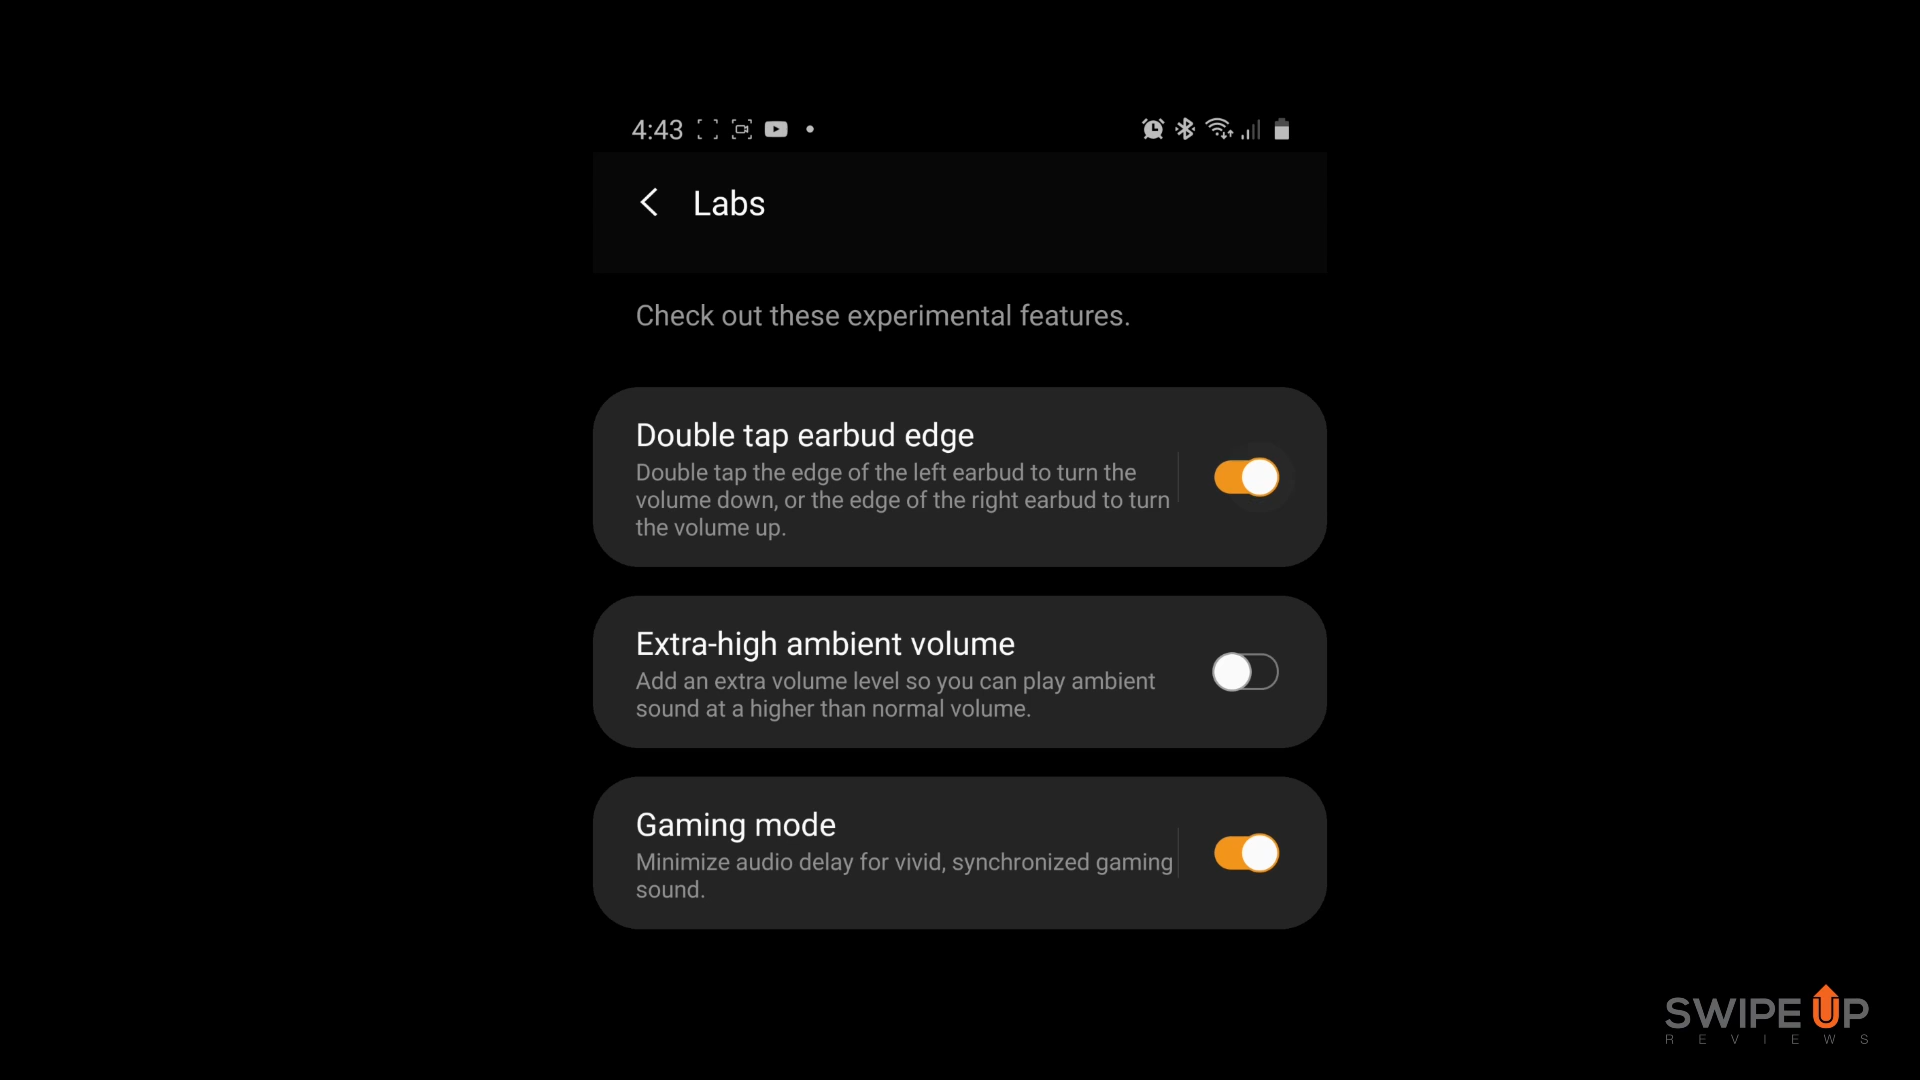 4:43
Labs
Check out these experimental features.
Double tap earbud edge
Double tap the edge of the left earbud to turn the
volume down, or the edge of the right earbud to turn
the volume up.
Extra-high ambient volume
Add an extra volume level so you can play ambient
sound at a higher than normal volume.
Gaming mode
Minimize audio delay for vivid, synchronized gaming
sound.
SWIPE UP
REVIEWS